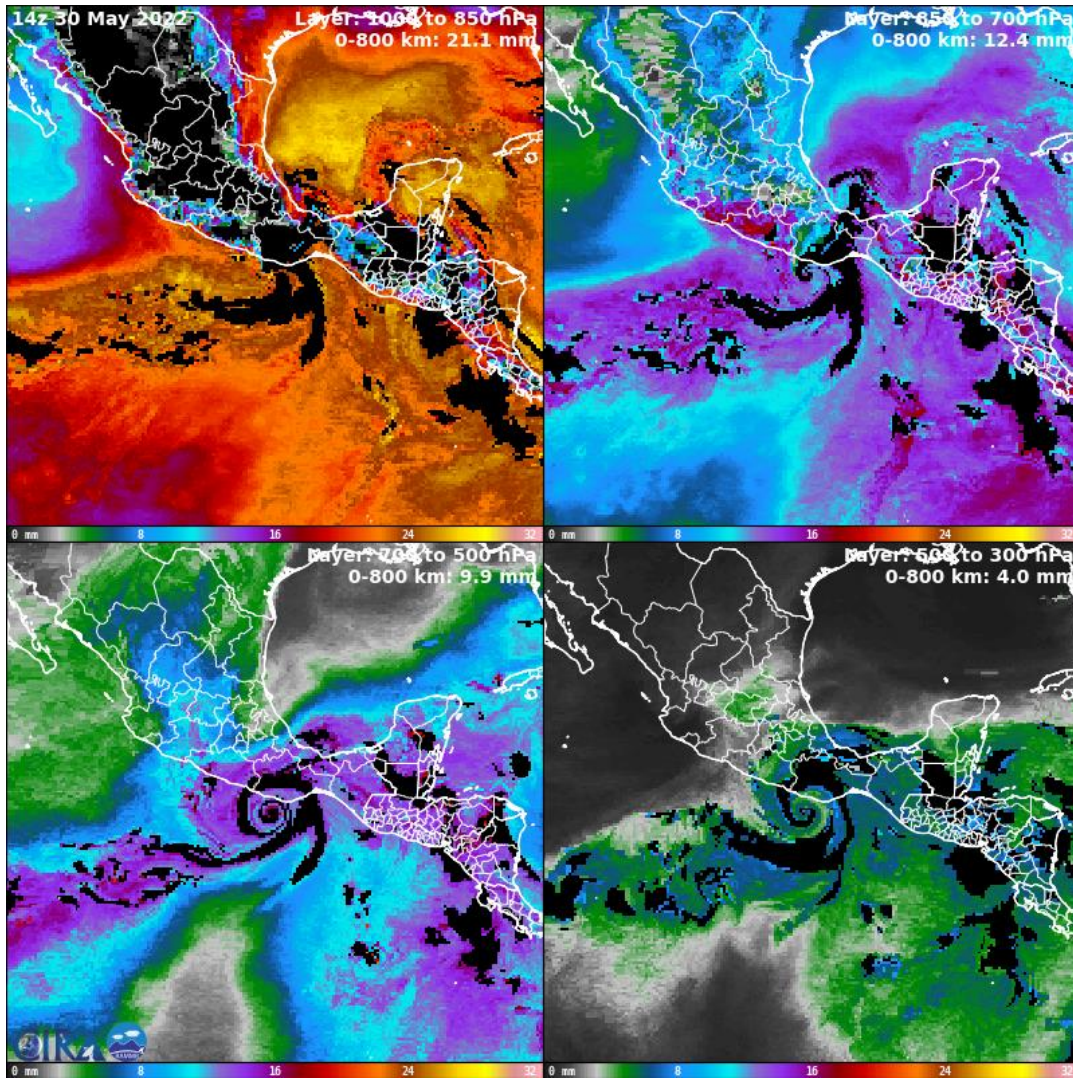 14z 30 May 2022
Layer: 1000 to 850 hPa
0-800 km: 21.1 mm
Layer: 850 to 700 hPa
0-800 km: 12.4 mm
0 mm 8 16 24 32
0 mm 8 16 24 32
Layer: 700 to 500 hPa
0-800 km: 9.9 mm
Layer: 500 to 300 hPa
0-800 km: 4.0 mm
CIRA
0 mm 8 16 24 32
0 mm 8 16 24 32